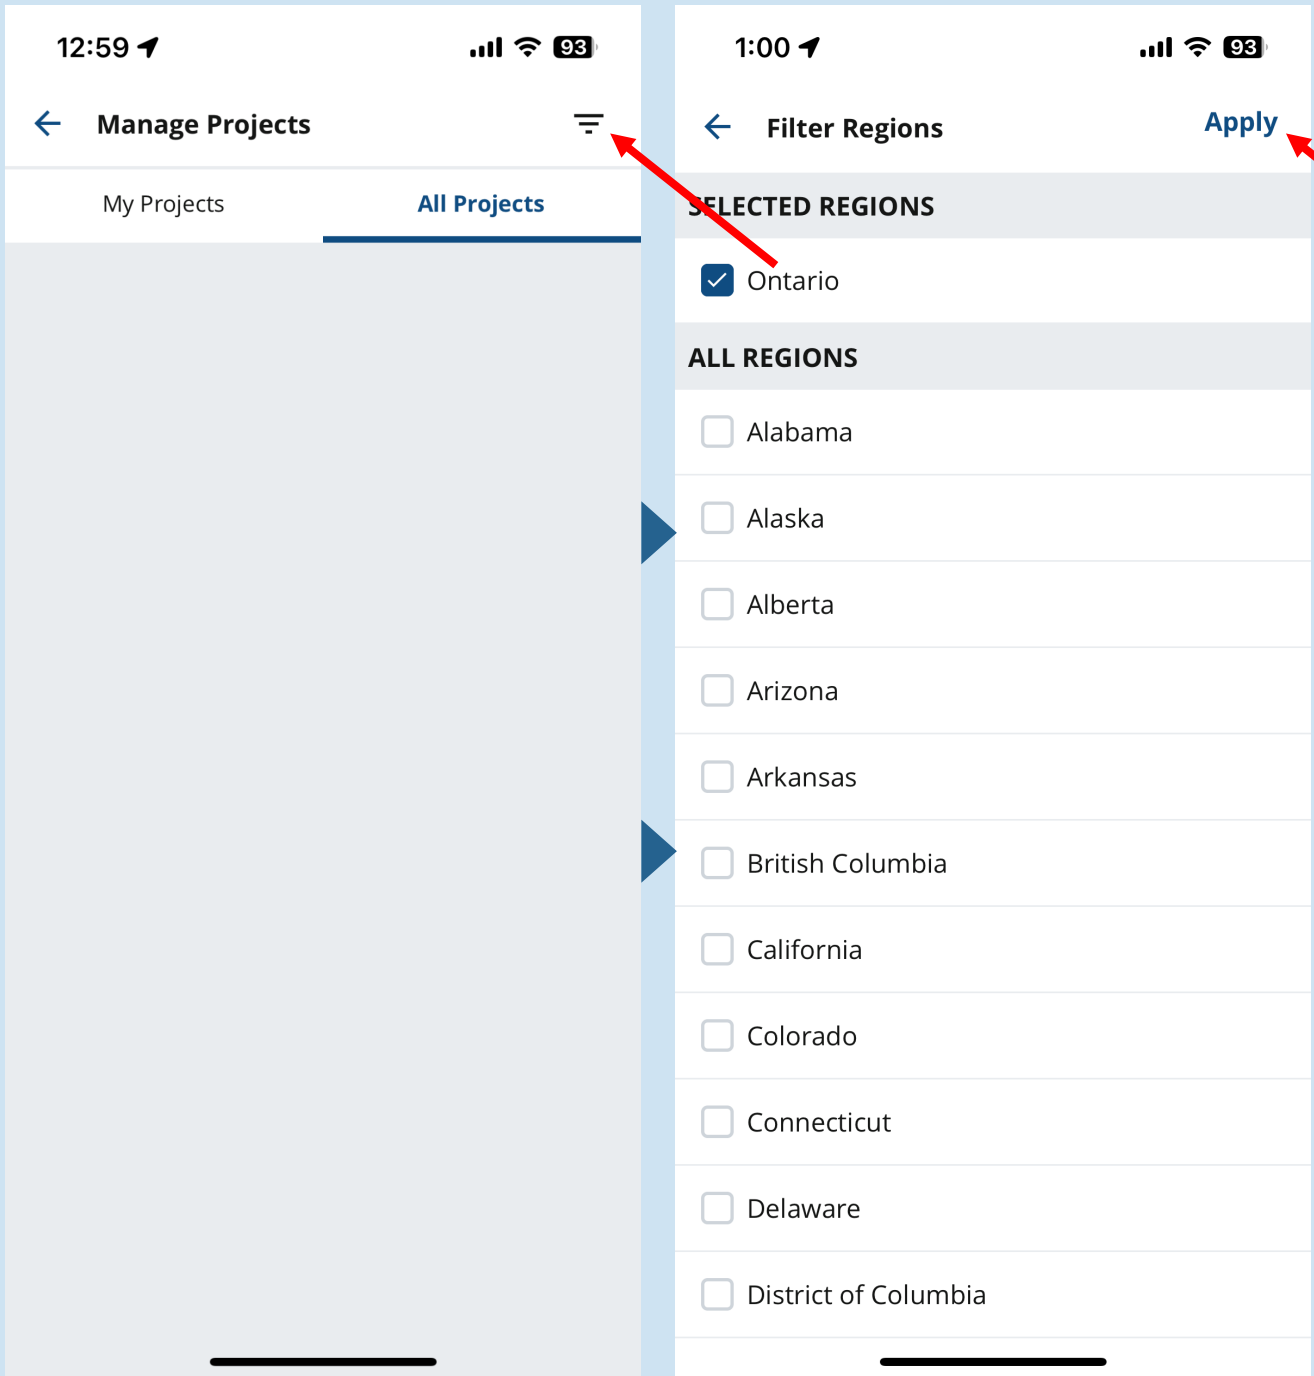 12:59
93
Manage Projects
My Projects
All Projects
1:00
93
Filter Regions
Apply
SELECTED REGIONS
Ontario
ALL REGIONS
Alabama
Alaska
Alberta
Arizona
Arkansas
British Columbia
California
Colorado
Connecticut
Delaware
District of Columbia